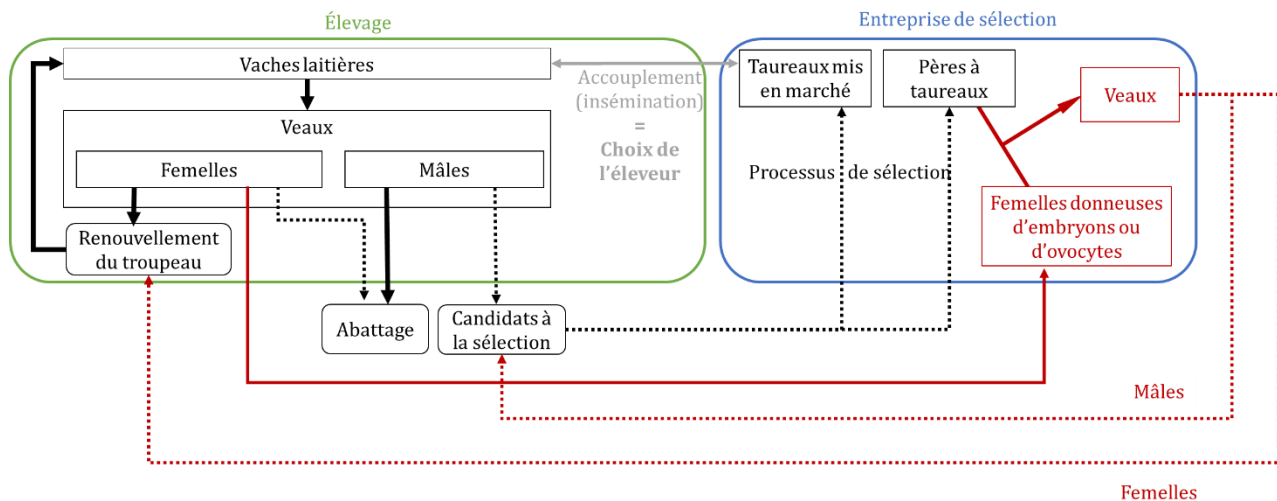 Élevage
Entreprise de sélection
Vaches laitières
Accouplement
(insémination)
=
Choix de
l'éleveur
Taureaux mis
en marché
Pères à
taureaux
Veaux
Veaux
Femelles
Mâles
Processus de sélection
Femelles donneuses
d'embryons ou
d'ovocytes
Renouvellement
du troupeau
Abattage
Candidats à
la sélection
Mâles
Femelles